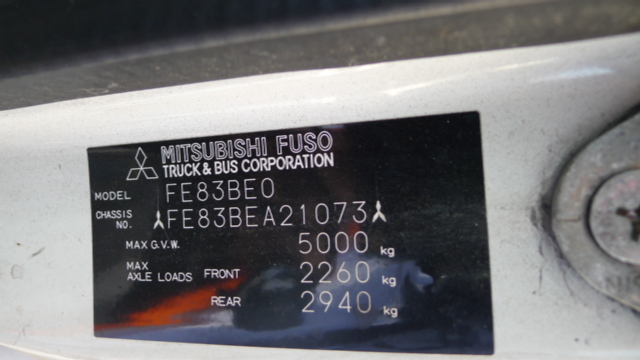 MITSUBISHI FUSO
TRUCK & BUS CORPORATION
MODEL FE83BE0
CHASSIS NO. FE83BEA21073
MAX G.V.W. 5000 kg
MAX AXLE LOADS FRONT 2260 kg
REAR 2940 kg